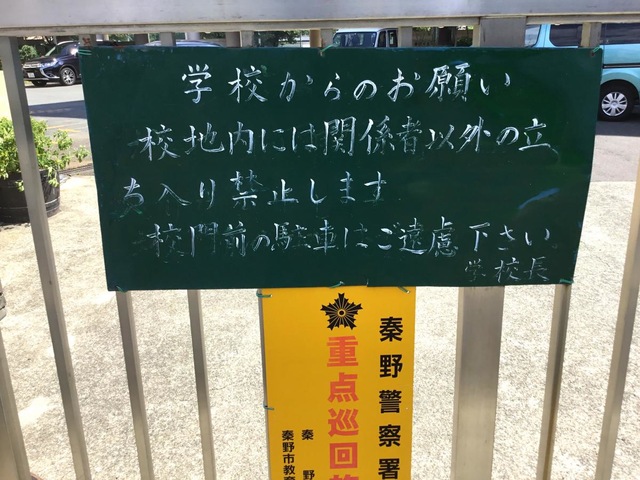 学校からのお願い
校地内には関係者以外の立
ち入り禁止します
校門前の駐車はご遠慮下さい
学校長
秦野警察署
重点巡回
秦野
秦野市教育